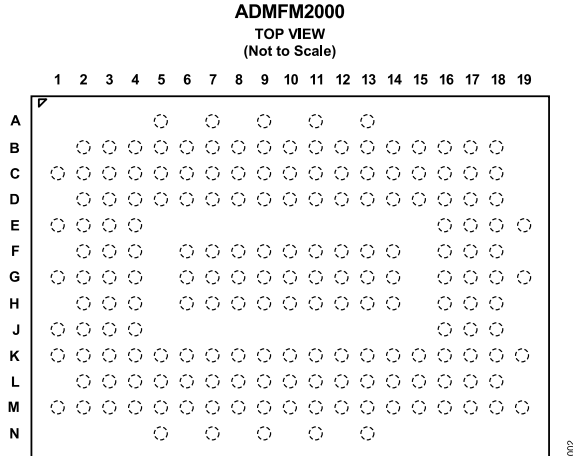 ADMFM2000
TOP VIEW
(Not to Scale)
1 2 3 4 5 6 7 8 9 10 11 12 13 14 15 16 17 18 19
A
B
C
D
E
F
G
H
J
K
L
M
N
002